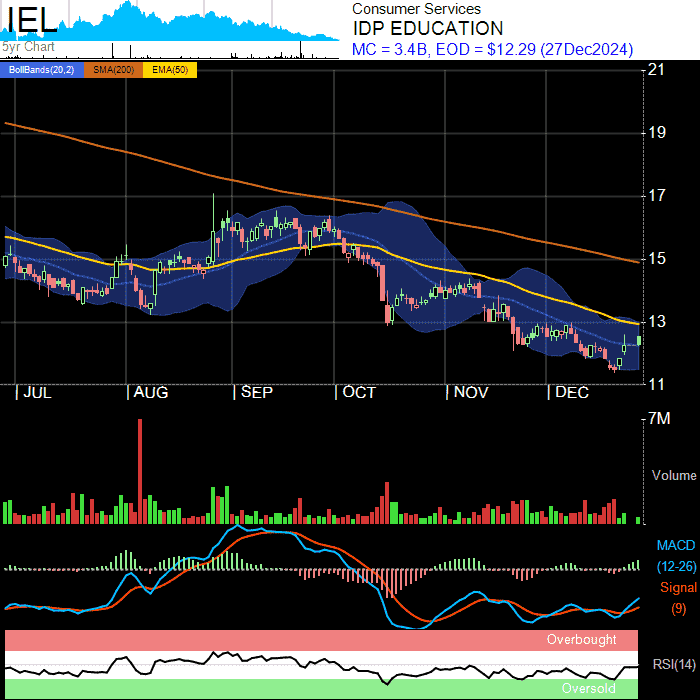 IEL
5yr Chart
Consumer Services
IDP EDUCATION
MC = 3.4B, EOD = $12.29 (27Dec2024)
BollBands(20,2) SMA(200) EMA(50)
21
19
17
15
13
11
JUL AUG SEP OCT NOV DEC
7M
Volume
MACD
(12-26)
Signal
(9)
Overbought
RSI(14)
Oversold